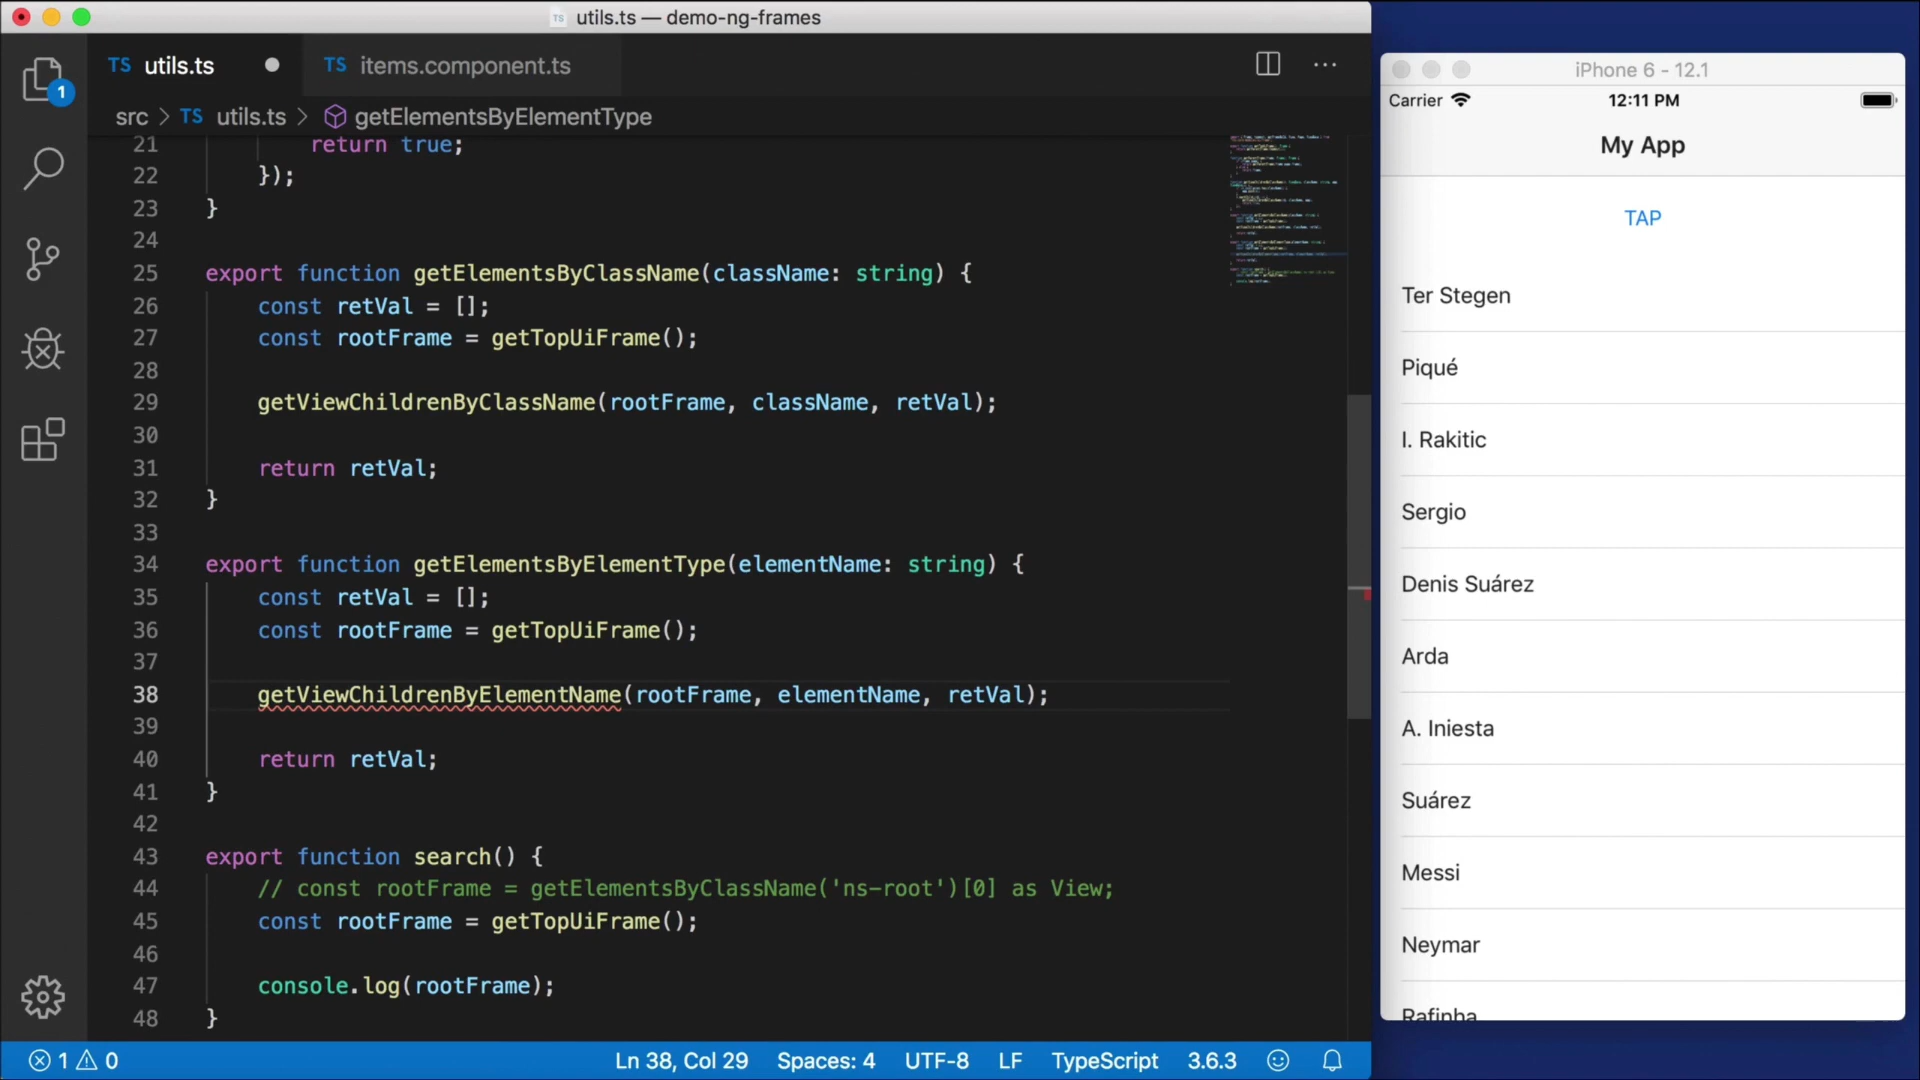 utils.ts — demo-ng-frames
TS utils.ts
TS items.component.ts
1
src > TS utils.ts > getElementsByElementType
21 return true;
22 });
23 }
24
25 export function getElementsByClassName(className: string) {
26 const retVal = [];
27 const rootFrame = getTopUiFrame();
28
29 getViewChildrenByClassName(rootFrame, className, retVal);
30
31 return retVal;
32 }
33
34 export function getElementsByElementType(elementName: string) {
35 const retVal = [];
36 const rootFrame = getTopUiFrame();
37
38 getViewChildrenByElementName(rootFrame, elementName, retVal);
39
40 return retVal;
41 }
42
43 export function search() {
44 // const rootFrame = getElementsByClassName('ns-root')[0] as View;
45 const rootFrame = getTopUiFrame();
46
47 console.log(rootFrame);
48 }
1 0 Ln 38, Col 29 Spaces: 4 UTF-8 LF TypeScript 3.6.3
iPhone 6 - 12.1
Carrier 12:11 PM
My App
TAP
Ter Stegen
Piqué
I. Rakitic
Sergio
Denis Suárez
Arda
A. Iniesta
Suárez
Messi
Neymar
Rafinha